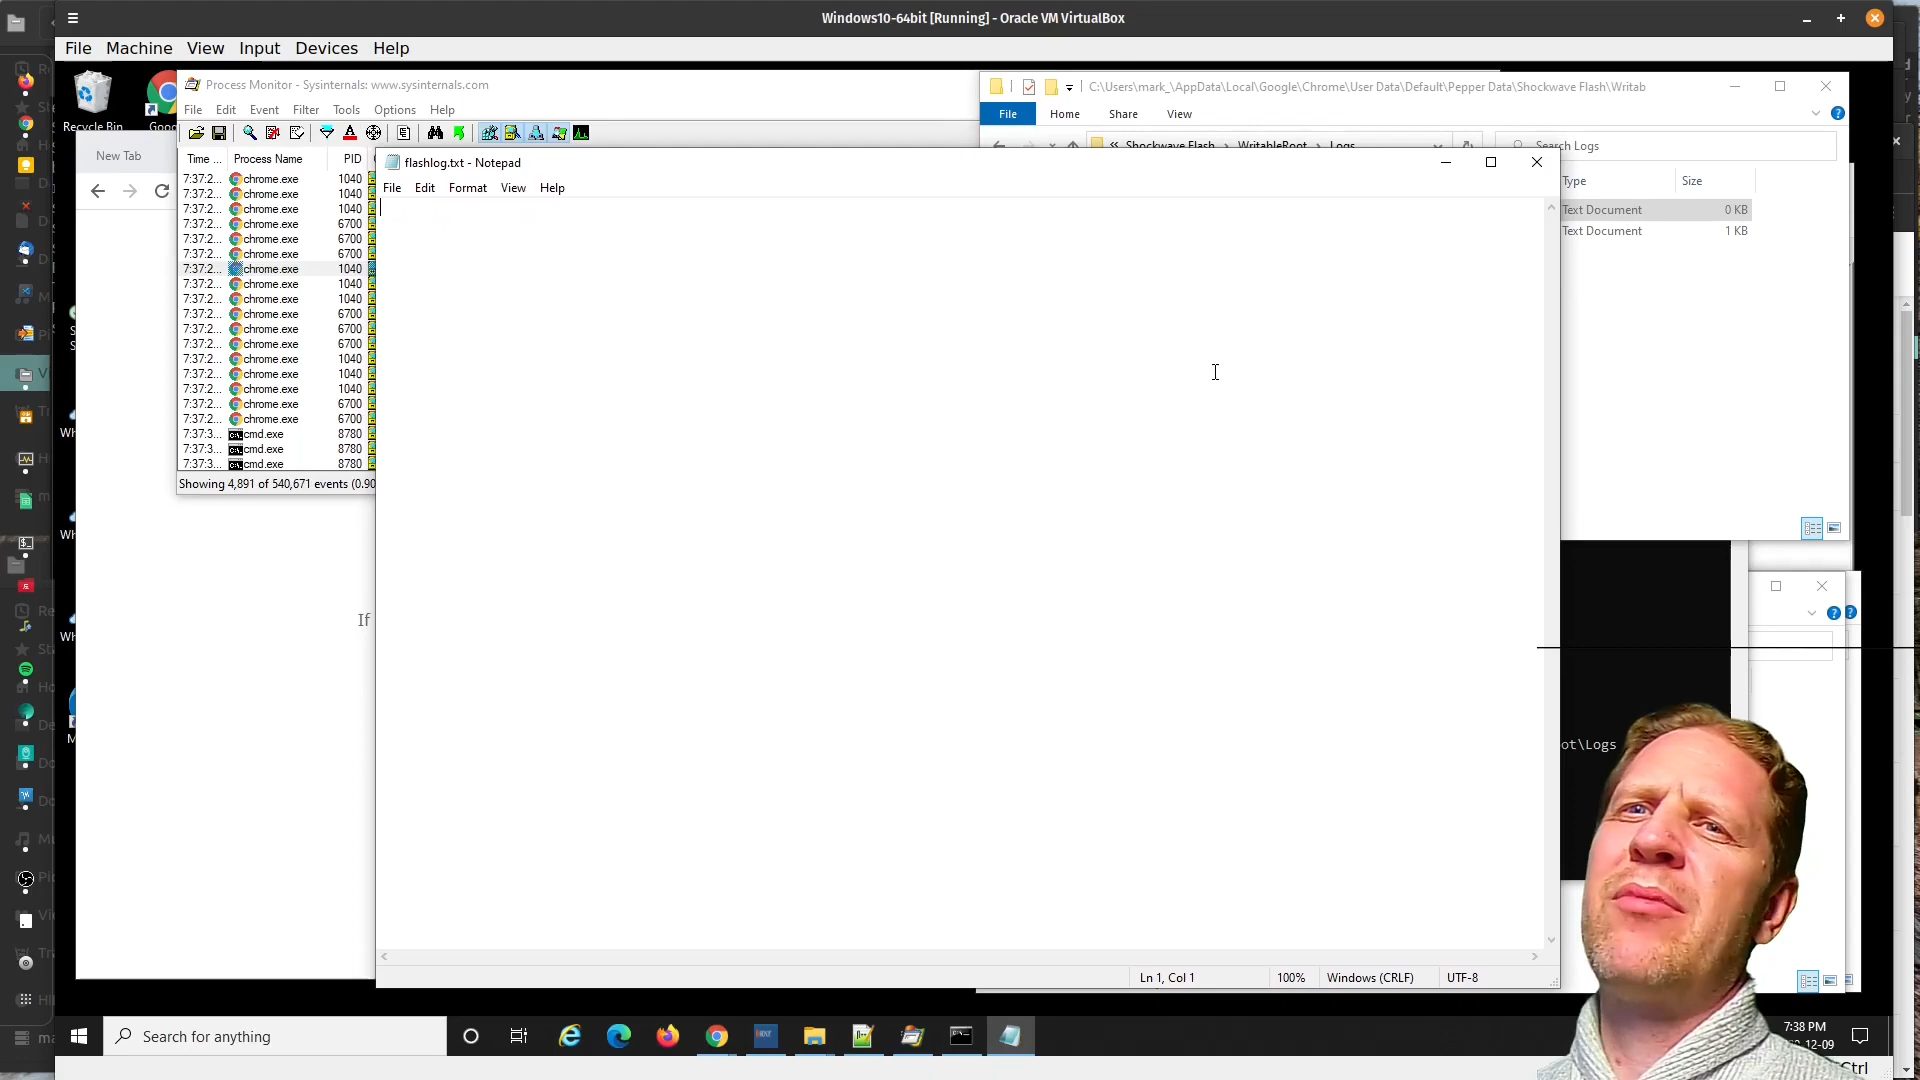 Windows10-64bit [Running] - Oracle VM VirtualBox
File Machine View Input Devices Help
Recycle Bin
Goo
Process Monitor - Sysinternals: www.sysinternals.com
File Edit Event Filter Tools Options Help
Time ... Process Name PID
7:37:2... chrome.exe 1040
7:37:2... chrome.exe 1040
7:37:2... chrome.exe 1040
7:37:2... chrome.exe 6700
7:37:2... chrome.exe 6700
7:37:2... chrome.exe 6700
7:37:2... chrome.exe 1040
7:37:2... chrome.exe 1040
7:37:2... chrome.exe 1040
7:37:2... chrome.exe 6700
7:37:2... chrome.exe 6700
7:37:2... chrome.exe 6700
7:37:2... chrome.exe 1040
7:37:2... chrome.exe 1040
7:37:2... chrome.exe 1040
7:37:2... chrome.exe 6700
7:37:2... chrome.exe 6700
7:37:3... cmd.exe 8780
7:37:3... cmd.exe 8780
7:37:3... cmd.exe 8780
Showing 4,891 of 540,671 events (0.90
New Tab
If
C:\Users\mark_\AppData\Local\Google\Chrome\User Data\Default\Pepper Data\Shockwave Flash\Writab
File Home Share View
Shockwave Flash WritableRoot Logs
Search Logs
Type Size
Text Document 0 KB
Text Document 1 KB
flashlog.txt - Notepad
File Edit Format View Help
Ln 1, Col 1 100% Windows (CRLF) UTF-8
ot\Logs
Search for anything
7:38 PM
12-09
Ctrl